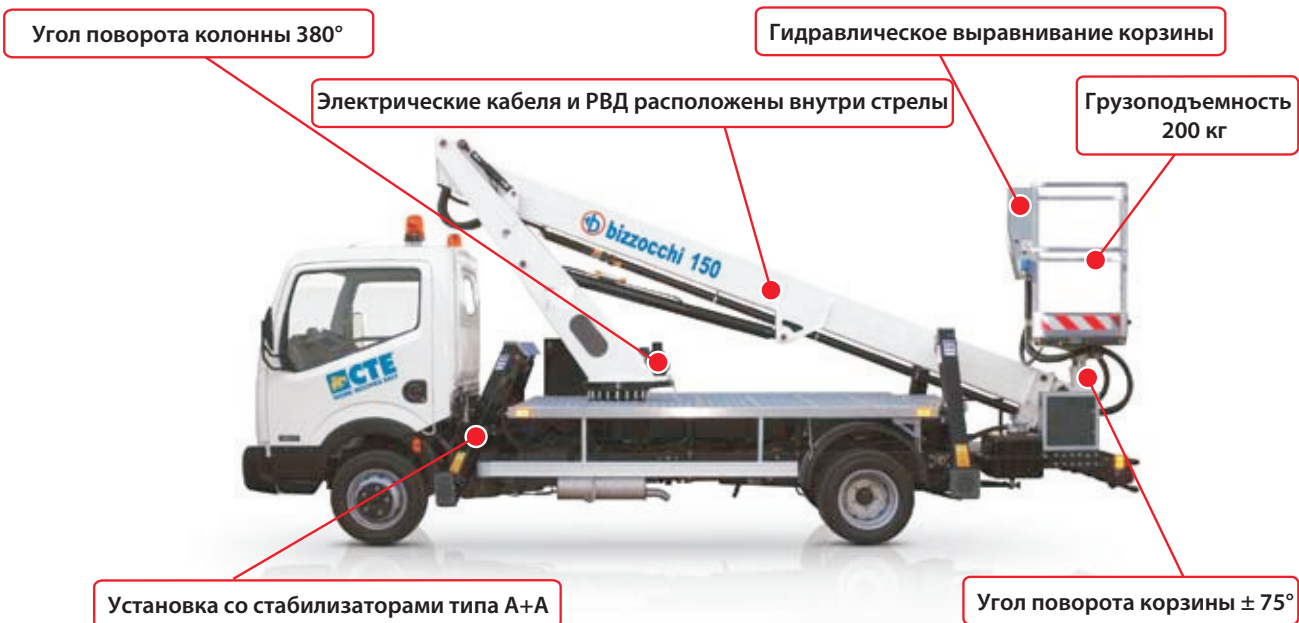 Угол поворота колонны 380°
Гидравлическое выравнивание корзины
Электрические кабеля и РВД расположены внутри стрелы
Грузоподъемность
200 кг
bizzocchi 150
CTE
Установка со стабилизаторами типа А+А
Угол поворота корзины ± 75°